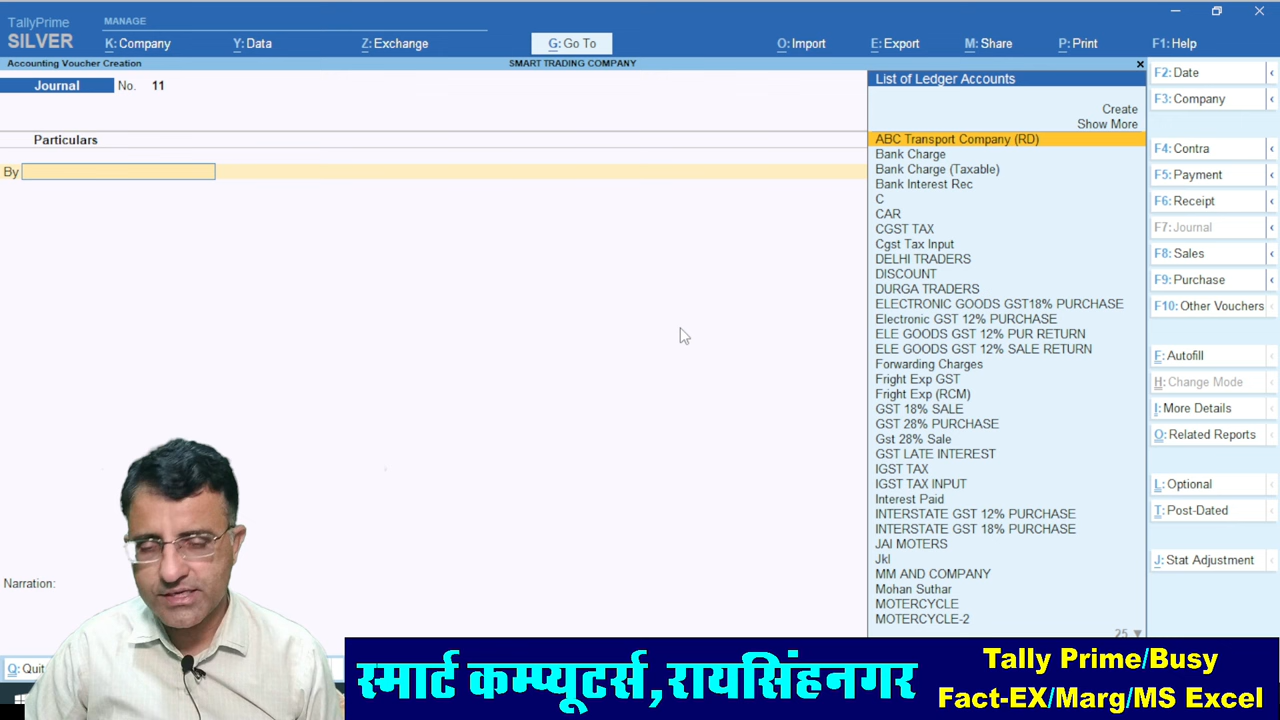 TallyPrime
SILVER
MANAGE
K: Company
Y: Data
Z: Exchange
G: Go To
O: Import
E: Export
M: Share
P: Print
F1: Help
Accounting Voucher Creation
SMART TRADING COMPANY
Journal No. 11
Particulars
By
Narration:
Q: Quit
List of Ledger Accounts
Create
Show More
ABC Transport Company (RD)
Bank Charge
Bank Charge (Taxable)
Bank Interest Rec
C
CAR
CGST TAX
Cgst Tax Input
DELHI TRADERS
DISCOUNT
DURGA TRADERS
ELECTRONIC GOODS GST18% PURCHASE
Electronic GST 12% PURCHASE
ELE GOODS GST 12% PUR RETURN
ELE GOODS GST 12% SALE RETURN
Forwarding Charges
Fright Exp GST
Fright Exp (RCM)
GST 18% SALE
GST 28% PURCHASE
Gst 28% Sale
GST LATE INTEREST
IGST TAX
IGST TAX INPUT
Interest Paid
INTERSTATE GST 12% PURCHASE
INTERSTATE GST 18% PURCHASE
JAI MOTERS
Jkl
MM AND COMPANY
Mohan Suthar
MOTERCYCLE
MOTERCYCLE-2
25 ▼
F2: Date
F3: Company
F4: Contra
F5: Payment
F6: Receipt
F7: Journal
F8: Sales
F9: Purchase
F10: Other Vouchers
F: Autofill
H: Change Mode
I: More Details
O: Related Reports
L: Optional
T: Post-Dated
J: Stat Adjustment
स्मार्ट कम्प्यूटर्स,रायसिंहनगर
Tally Prime/Busy
Fact-EX/Marg/MS Excel